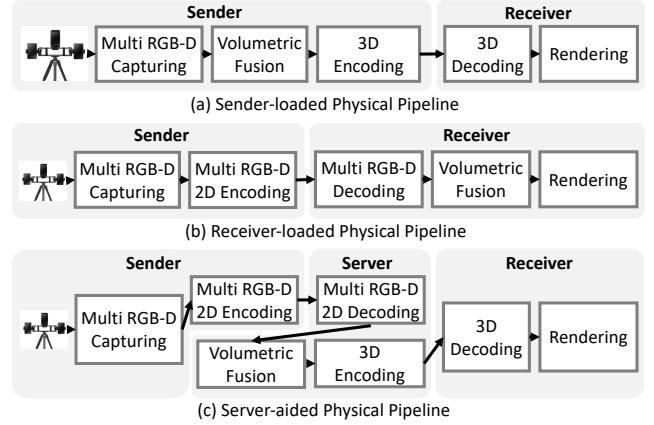 Sender
Receiver
Multi RGB-D
Capturing
Volumetric
Fusion
3D
Encoding
3D
Decoding
Rendering
(a) Sender-loaded Physical Pipeline
Sender
Receiver
Multi RGB-D
Capturing
Multi RGB-D
2D Encoding
Multi RGB-D
Decoding
Volumetric
Fusion
Rendering
(b) Receiver-loaded Physical Pipeline
Sender
Server
Receiver
Multi RGB-D
Capturing
Multi RGB-D
2D Encoding
Multi RGB-D
2D Decoding
Volumetric
Fusion
3D
Encoding
3D
Decoding
Rendering
(c) Server-aided Physical Pipeline